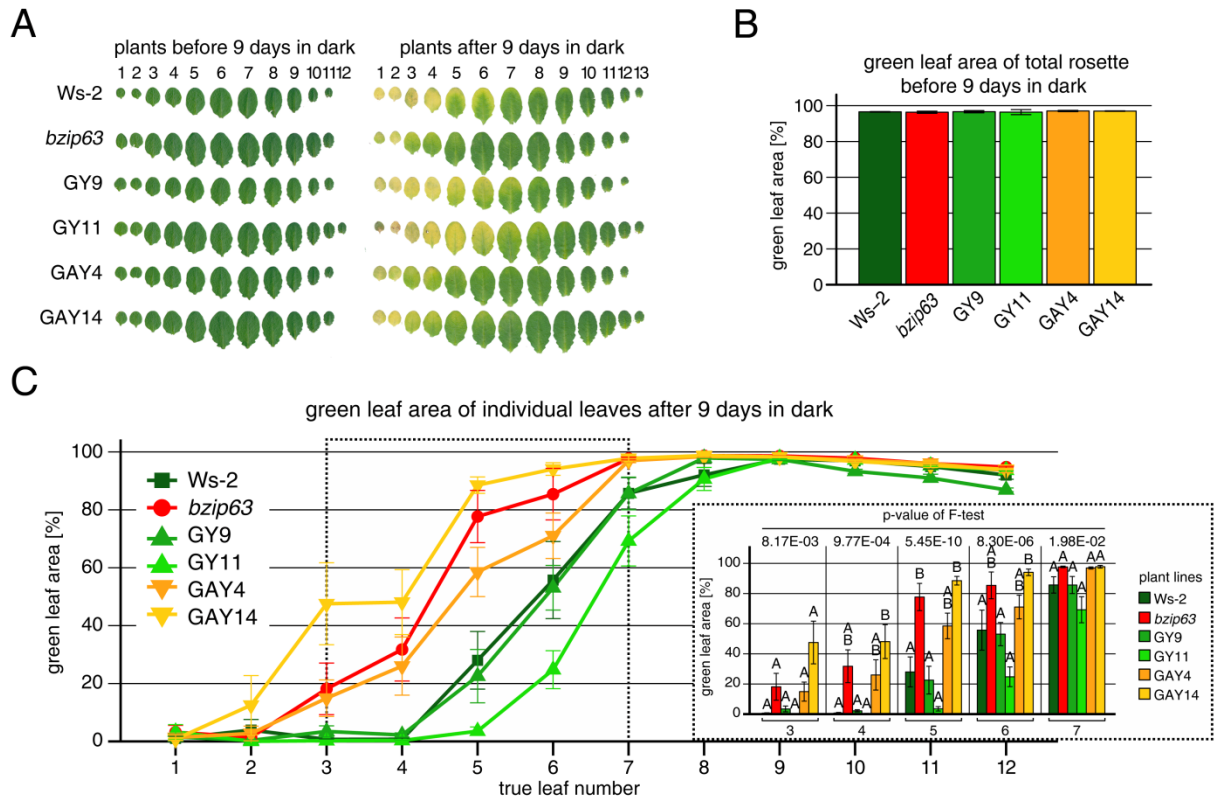 A
plants before 9 days in dark
plants after 9 days in dark
1 2 3 4 5 6 7 8 9 10 11 12
1 2 3 4 5 6 7 8 9 10 11 12 13
Ws-2
bzip63
GY9
GY11
GAY4
GAY14
B
green leaf area of total rosette
before 9 days in dark
green leaf area [%]
100
80
60
40
20
0
Ws–2
bzip63
GY9
GY11
GAY4
GAY14
C
green leaf area of individual leaves after 9 days in dark
green leaf area [%]
100
80
60
40
20
0
Ws-2
bzip63
GY9
GY11
GAY4
GAY14
1 2 3 4 5 6 7 8 9 10 11 12
true leaf number
p-value of F-test
8.17E-03 9.77E-04 5.45E-10 8.30E-06 1.98E-02
green leaf area [%]
100
80
60
40
20
0
A A A A A A
A AB A A AB B
A B A A AB B
AB B AB A AB B
A A A A A A
3 4 5 6 7
plant lines
Ws-2
bzip63
GY9
GY11
GAY4
GAY14